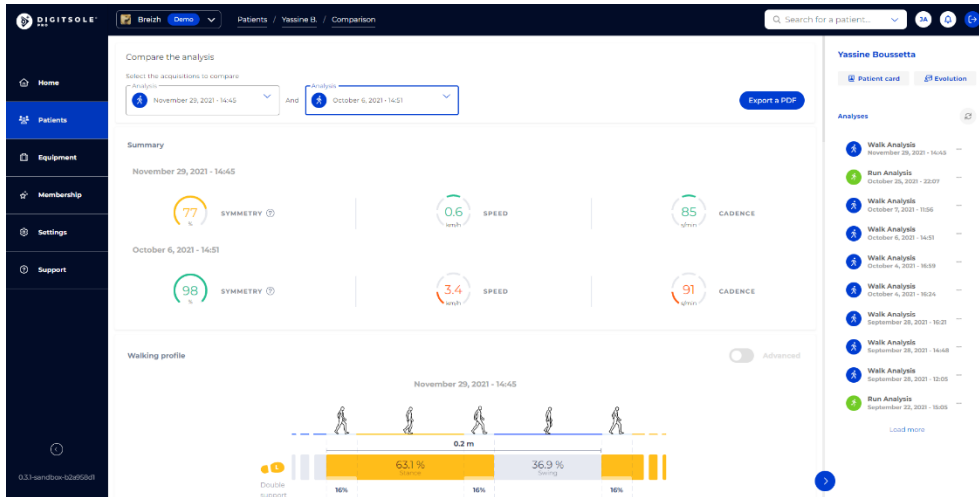 DIGITSOLE
PRO
Breizh Demo
Patients / Yassine B. / Comparison
Search for a patient...
JA
Home
Patients
Equipment
Membership
Settings
Support
0.3.1-sandbox-b2a958d1
Compare the analysis
Select the acquisitions to compare
Analysis
November 29, 2021 - 14:45
And
Analysis
October 6, 2021 - 14:51
Export a PDF
Summary
November 29, 2021 - 14:45
77
%
SYMMETRY
0.6
km/h
SPEED
85
s/min
CADENCE
October 6, 2021 - 14:51
98
%
SYMMETRY
3.4
km/h
SPEED
91
s/min
CADENCE
Walking profile
Advanced
November 29, 2021 - 14:45
0.2 m
L
63.1 %
Stance
36.9 %
Swing
Double
support
16%
16%
16%
Yassine Boussetta
Patient card
Evolution
Analyses
Walk Analysis
November 29, 2021 - 14:45
Run Analysis
October 25, 2021 - 22:07
Walk Analysis
October 7, 2021 - 11:56
Walk Analysis
October 6, 2021 - 14:51
Walk Analysis
October 4, 2021 - 16:59
Walk Analysis
October 4, 2021 - 16:24
Walk Analysis
September 28, 2021 - 16:21
Walk Analysis
September 28, 2021 - 14:48
Walk Analysis
September 28, 2021 - 12:05
Run Analysis
September 22, 2021 - 15:05
Load more